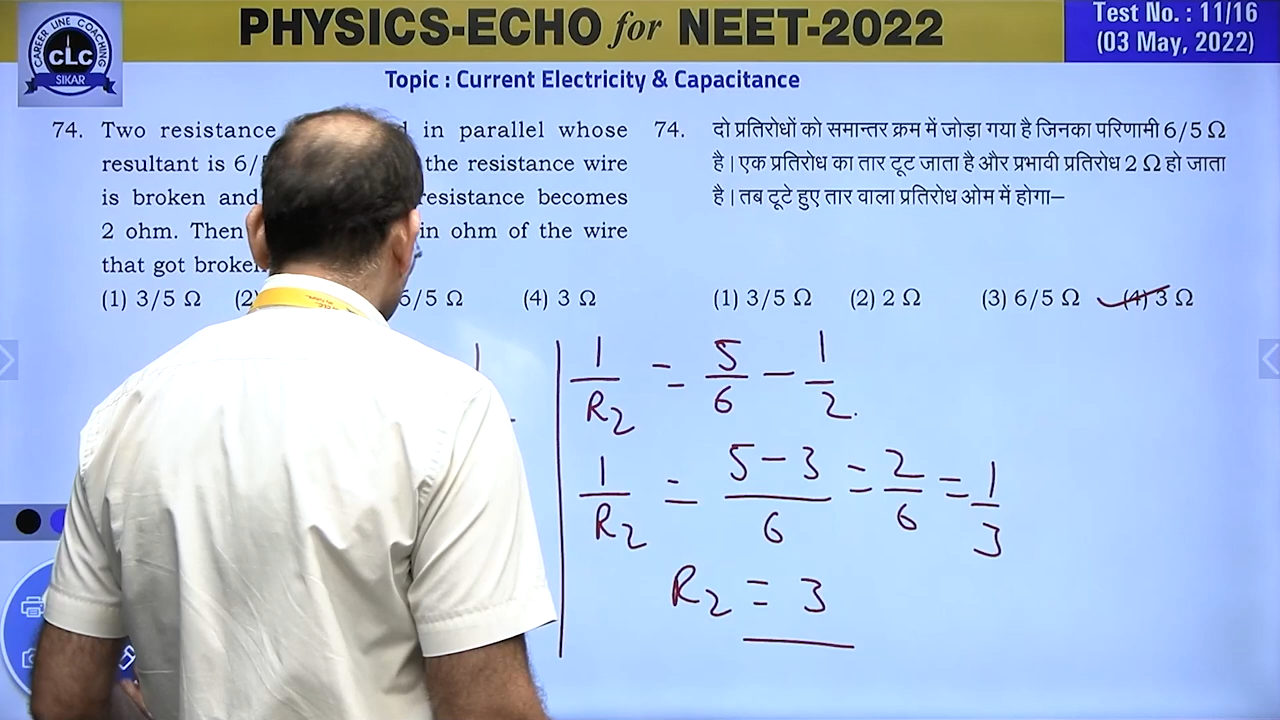 PHYSICS-ECHO for NEET-2022
Test No. : 11/16
(03 May, 2022)
CAREER LINE COACHING
CLC
SIKAR
Topic : Current Electricity & Capacitance
74. Two resistance in parallel whose
resultant is 6/ the resistance wire
is broken and resistance becomes
2 ohm. Then in ohm of the wire
that got broken
(1) 3/5 Ω (2) 6/5 Ω (4) 3 Ω
74. दो प्रतिरोधों को समान्तर क्रम में जोड़ा गया है जिनका परिणामी 6/5 Ω
है। एक प्रतिरोध का तार टूट जाता है और प्रभावी प्रतिरोध 2 Ω हो जाता
है। तब टूटे हुए तार वाला प्रतिरोध ओम में होगा–
(1) 3/5 Ω (2) 2 Ω (3) 6/5 Ω (4) 3 Ω
1/R2 = 5/6 - 1/2
1/R2 = 5-3/6 = 2/6 = 1/3
R2 = 3